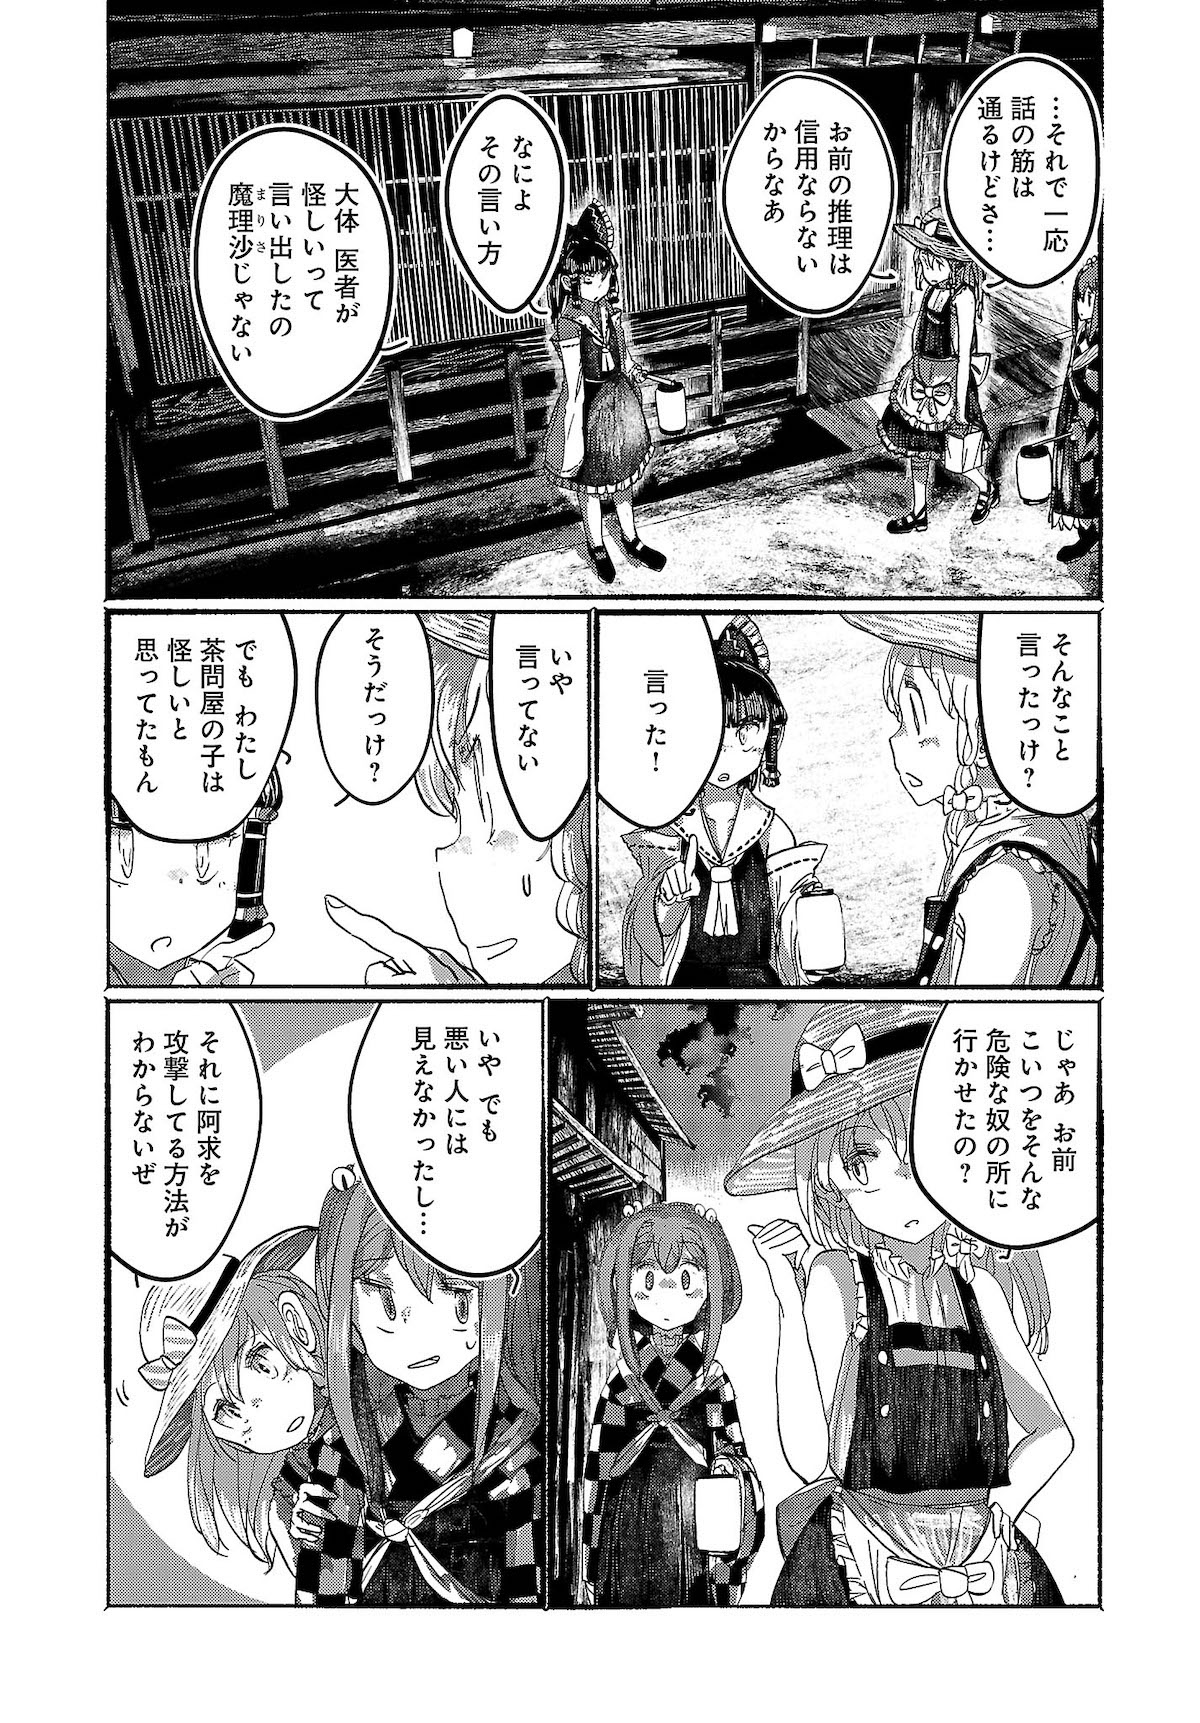 …それで一応
話の筋は
通るけどさ…
お前の推理は
信用ならない
からなあ
なによ
その言い方
大体 医者が
怪しいって
言い出したの
魔理沙じゃない
まりさ
そんなこと
言ったっけ？
言った！
いや
言ってない
そうだっけ？
でも わたし
茶問屋の子は
怪しいと
思ってたもん
じゃあ お前
こいつをそんな
危険な奴の所に
行かせたの？
いや でも
悪い人には
見えなかったし…
それに阿求を
攻撃してる方法が
わからないぜ